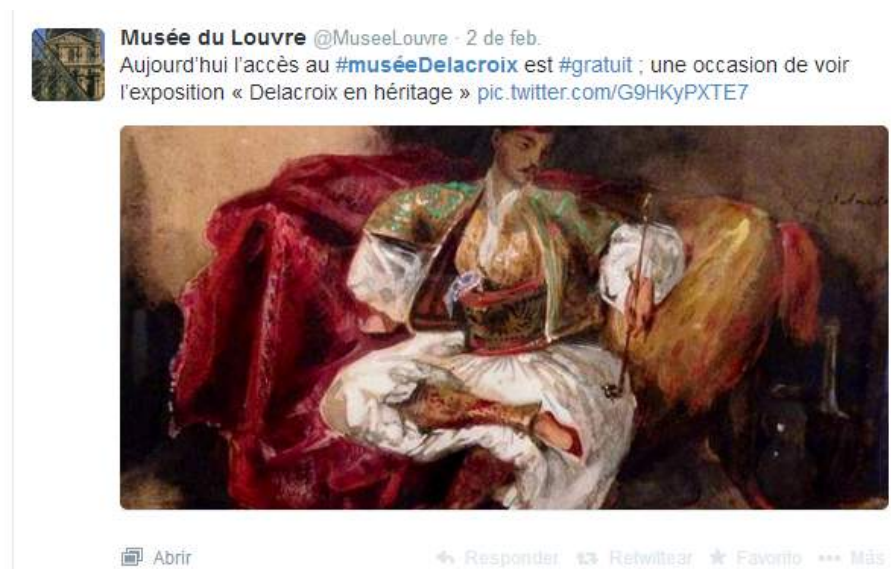 Musée du Louvre @MuseeLouvre · 2 de feb.
Aujourd'hui l'accès au #muséeDelacroix est #gratuit ; une occasion de voir
l'exposition « Delacroix en héritage » pic.twitter.com/G9HKyPXTE7
Abrir Responder Retwittear Favorito Más